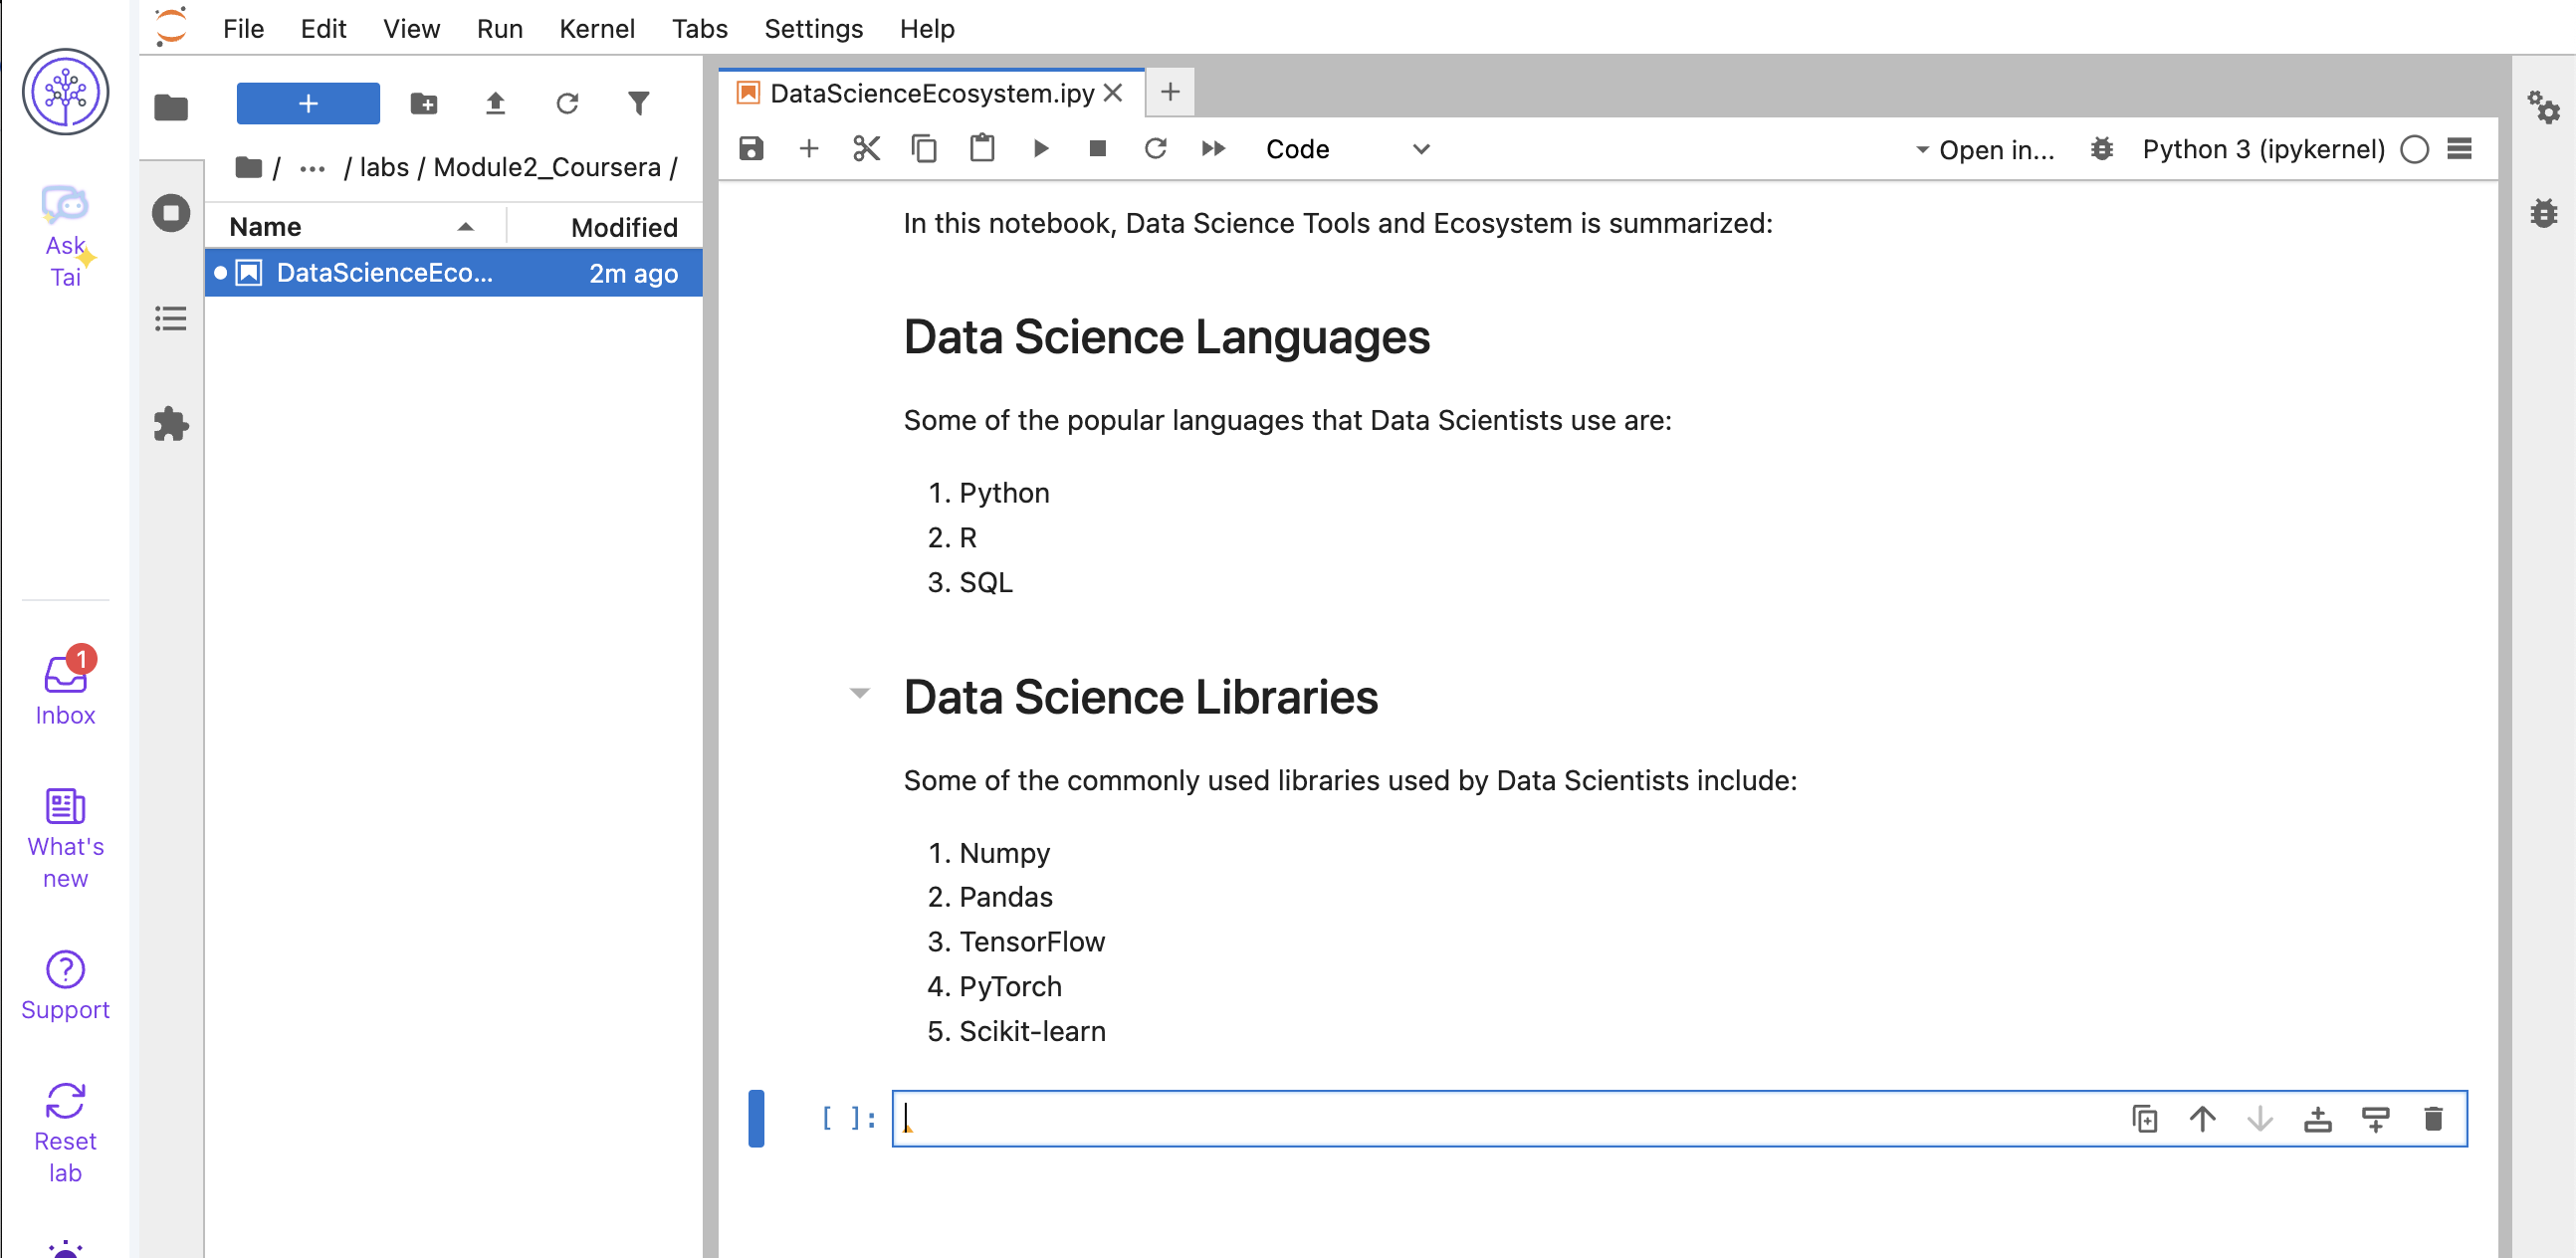 File Edit View Run Kernel Tabs Settings Help
Ask
Tai
1
Inbox
What's
new
Support
Reset
lab
/ ··· / labs / Module2_Coursera /
Name Modified
DataScienceEco... 2m ago
DataScienceEcosystem.ipy
Code
Open in...
Python 3 (ipykernel)
In this notebook, Data Science Tools and Ecosystem is summarized:
Data Science Languages
Some of the popular languages that Data Scientists use are:
1. Python
2. R
3. SQL
Data Science Libraries
Some of the commonly used libraries used by Data Scientists include:
1. Numpy
2. Pandas
3. TensorFlow
4. PyTorch
5. Scikit-learn
[ ]: